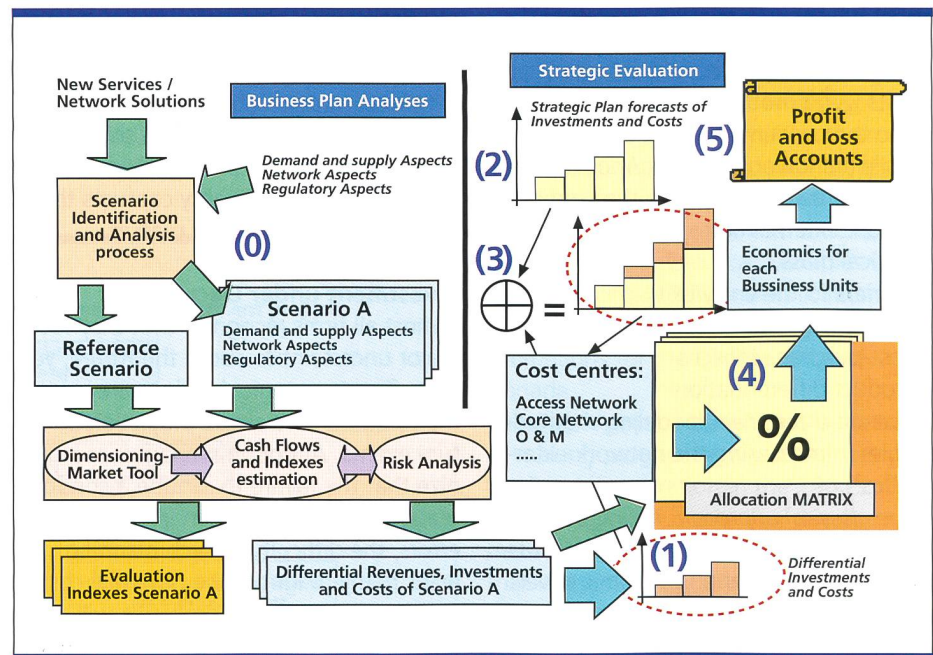 New Services /
Network Solutions
Business Plan Analyses
Demand and supply Aspects
Network Aspects
Regulatory Aspects
Scenario
Identification
and Analysis
process
(0)
Scenario A
Demand and supply Aspects
Network Aspects
Regulatory Aspects
Reference
Scenario
Dimensioning-
Market Tool
Cash Flows
and Indexes
estimation
Risk Analysis
Evaluation
Indexes Scenario A
Differential Revenues, Investments
and Costs of Scenario A
Strategic Evaluation
Strategic Plan forecasts of
Investments and Costs
(2)
(5)
Profit
and loss
Accounts
(3)
=
Economics for
each
Bussiness Units
Cost Centres:
Access Network
Core Network
O & M
.....
(4)
%
Allocation MATRIX
(1)
Differential
Investments
and Costs